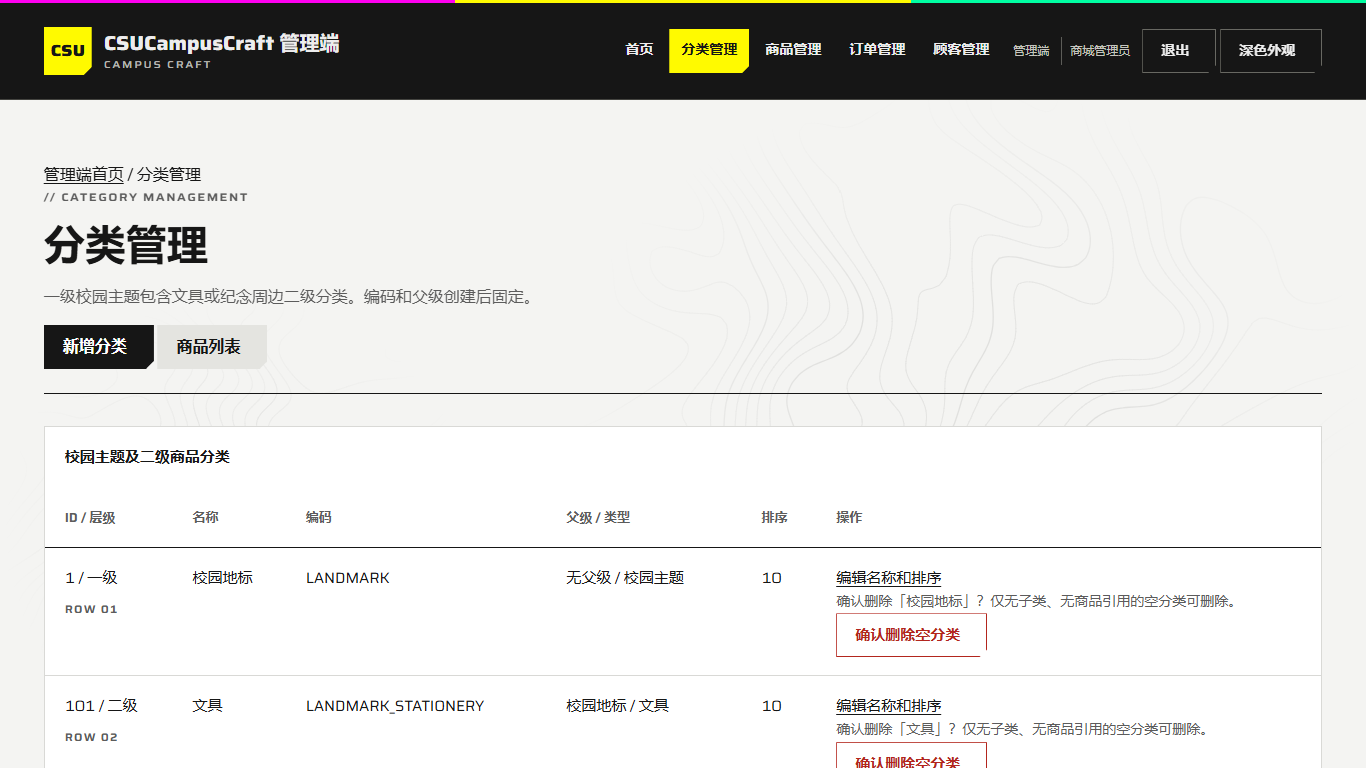 CSU
CSUCampusCraft 管理端
CAMPUS CRAFT
首页 分类管理 商品管理 订单管理 顾客管理 管理端 商城管理员 退出 深色外观
管理端首页 / 分类管理
// CATEGORY MANAGEMENT
分类管理
一级校园主题包含文具或纪念周边二级分类。编码和父级创建后固定。
新增分类 商品列表
校园主题及二级商品分类
ID / 层级 名称 编码 父级 / 类型 排序 操作
1 / 一级 校园地标 LANDMARK 无父级 / 校园主题 10 编辑名称和排序
ROW 01
确认删除「校园地标」？仅无子类、无商品引用的空分类可删除。
确认删除空分类
101 / 二级 文具 LANDMARK_STATIONERY 校园地标 / 文具 10 编辑名称和排序
ROW 02
确认删除「文具」？仅无子类、无商品引用的空分类可删除。
确认删除空分类